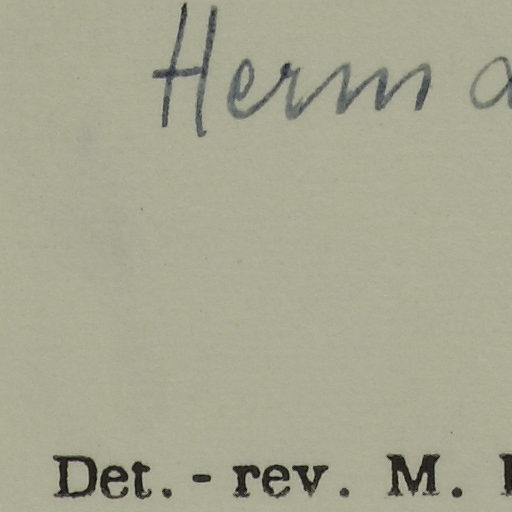 Herm
Det. - rev. M.